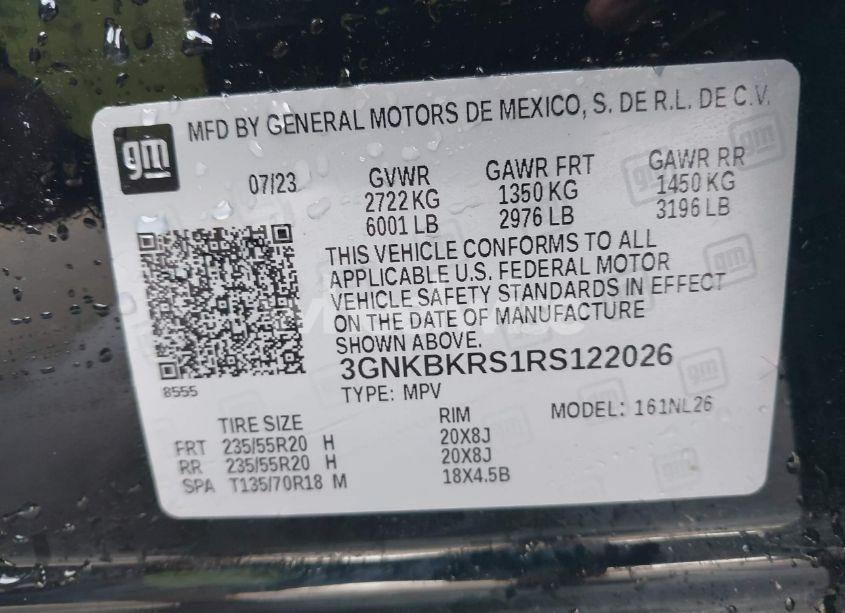 gm
MFD BY GENERAL MOTORS DE MEXICO, S. DE R.L. DE C.V.
07/23 GVWR GAWR FRT GAWR RR
2722 KG 1350 KG 1450 KG
6001 LB 2976 LB 3196 LB
THIS VEHICLE CONFORMS TO ALL
APPLICABLE U.S. FEDERAL MOTOR
VEHICLE SAFETY STANDARDS IN EFFECT
ON THE DATE OF MANUFACTURE
SHOWN ABOVE.
3GNKBKRS1RS122026
8555
TYPE: MPV
MODEL: 161NL26
TIRE SIZE RIM
FRT 235/55R20 H 20X8J
RR 235/55R20 H 20X8J
SPA T135/70R18 M 18X4.5B